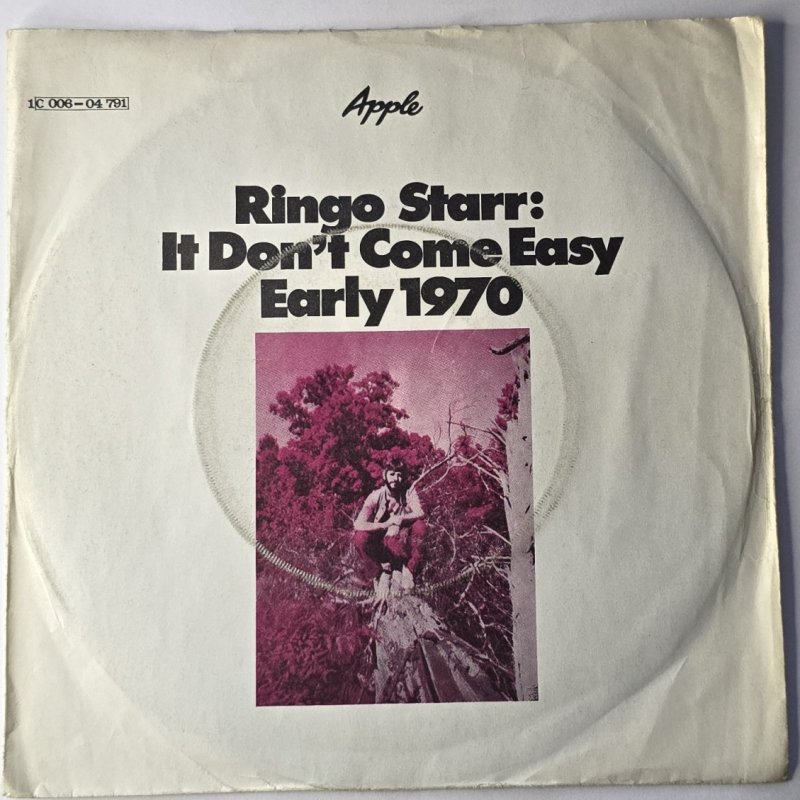 1C 006-04 791
Apple
Ringo Starr:
It Don't Come Easy
Early 1970